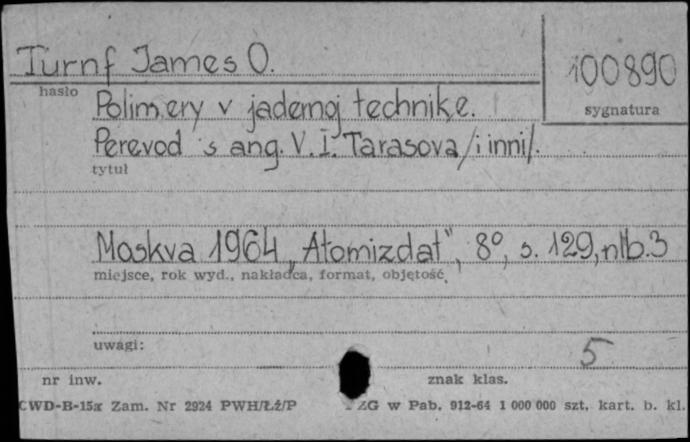 Turnf James O.
100890
hasło
sygnatura
Polimery v jadernoj technike.
Perevod s ang. V. I. Tarasova /i inni/.
tytuł
Moskva 1964 „Atomizdat”, 8°, s. 129, nlb. 3
miejsce, rok wyd., nakładca, format, objętość
uwagi:
5
nr inw.
znak klas.
CWD-B-15x Zam. Nr 2924 PWH/Łź/P
ZG w Pab. 912-64 1 000 000 szt. kart. b. kl.